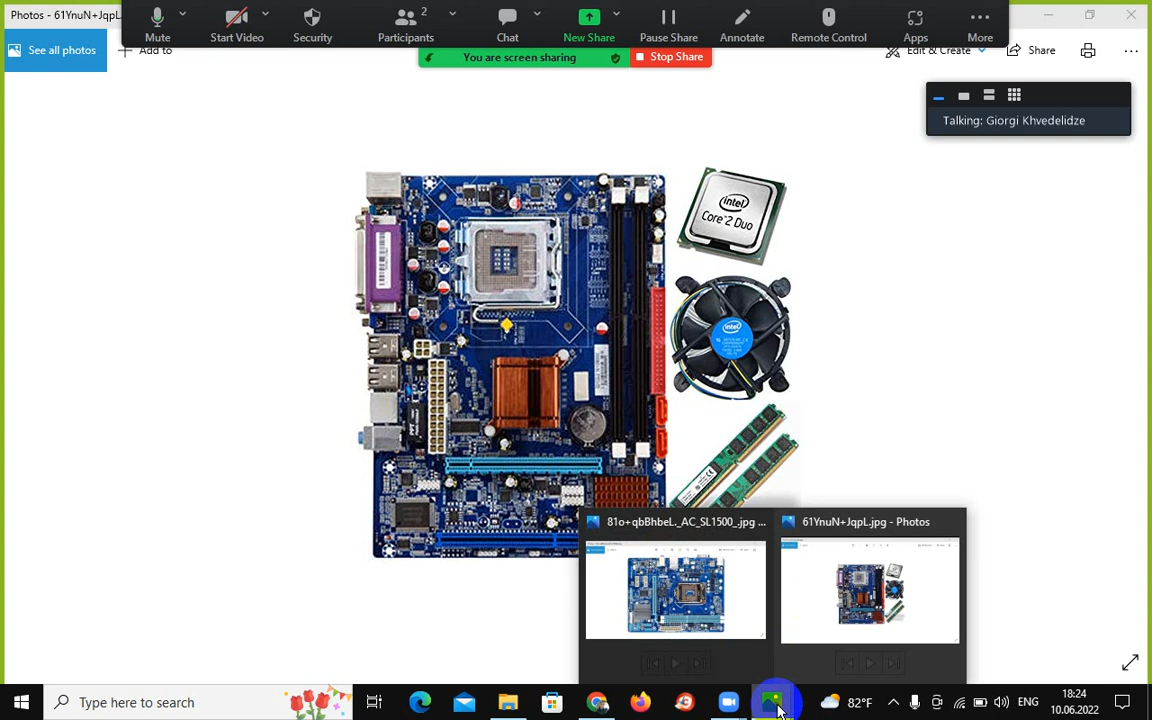 Photos - 61YnuN+JqpL.
Mute
Start Video
Security
2
Participants
Chat
New Share
Pause Share
Annotate
Remote Control
Apps
More
See all photos
Add to
You are screen sharing
Stop Share
Edit & Create
Share
Talking: Giorgi Khvedelidze
intel
Core 2 Duo
intel
81o+qbBhbeL._AC_SL1500_.jpg ...
61YnuN+JqpL.jpg - Photos
Type here to search
82°F
ENG
18:24
10.06.2022